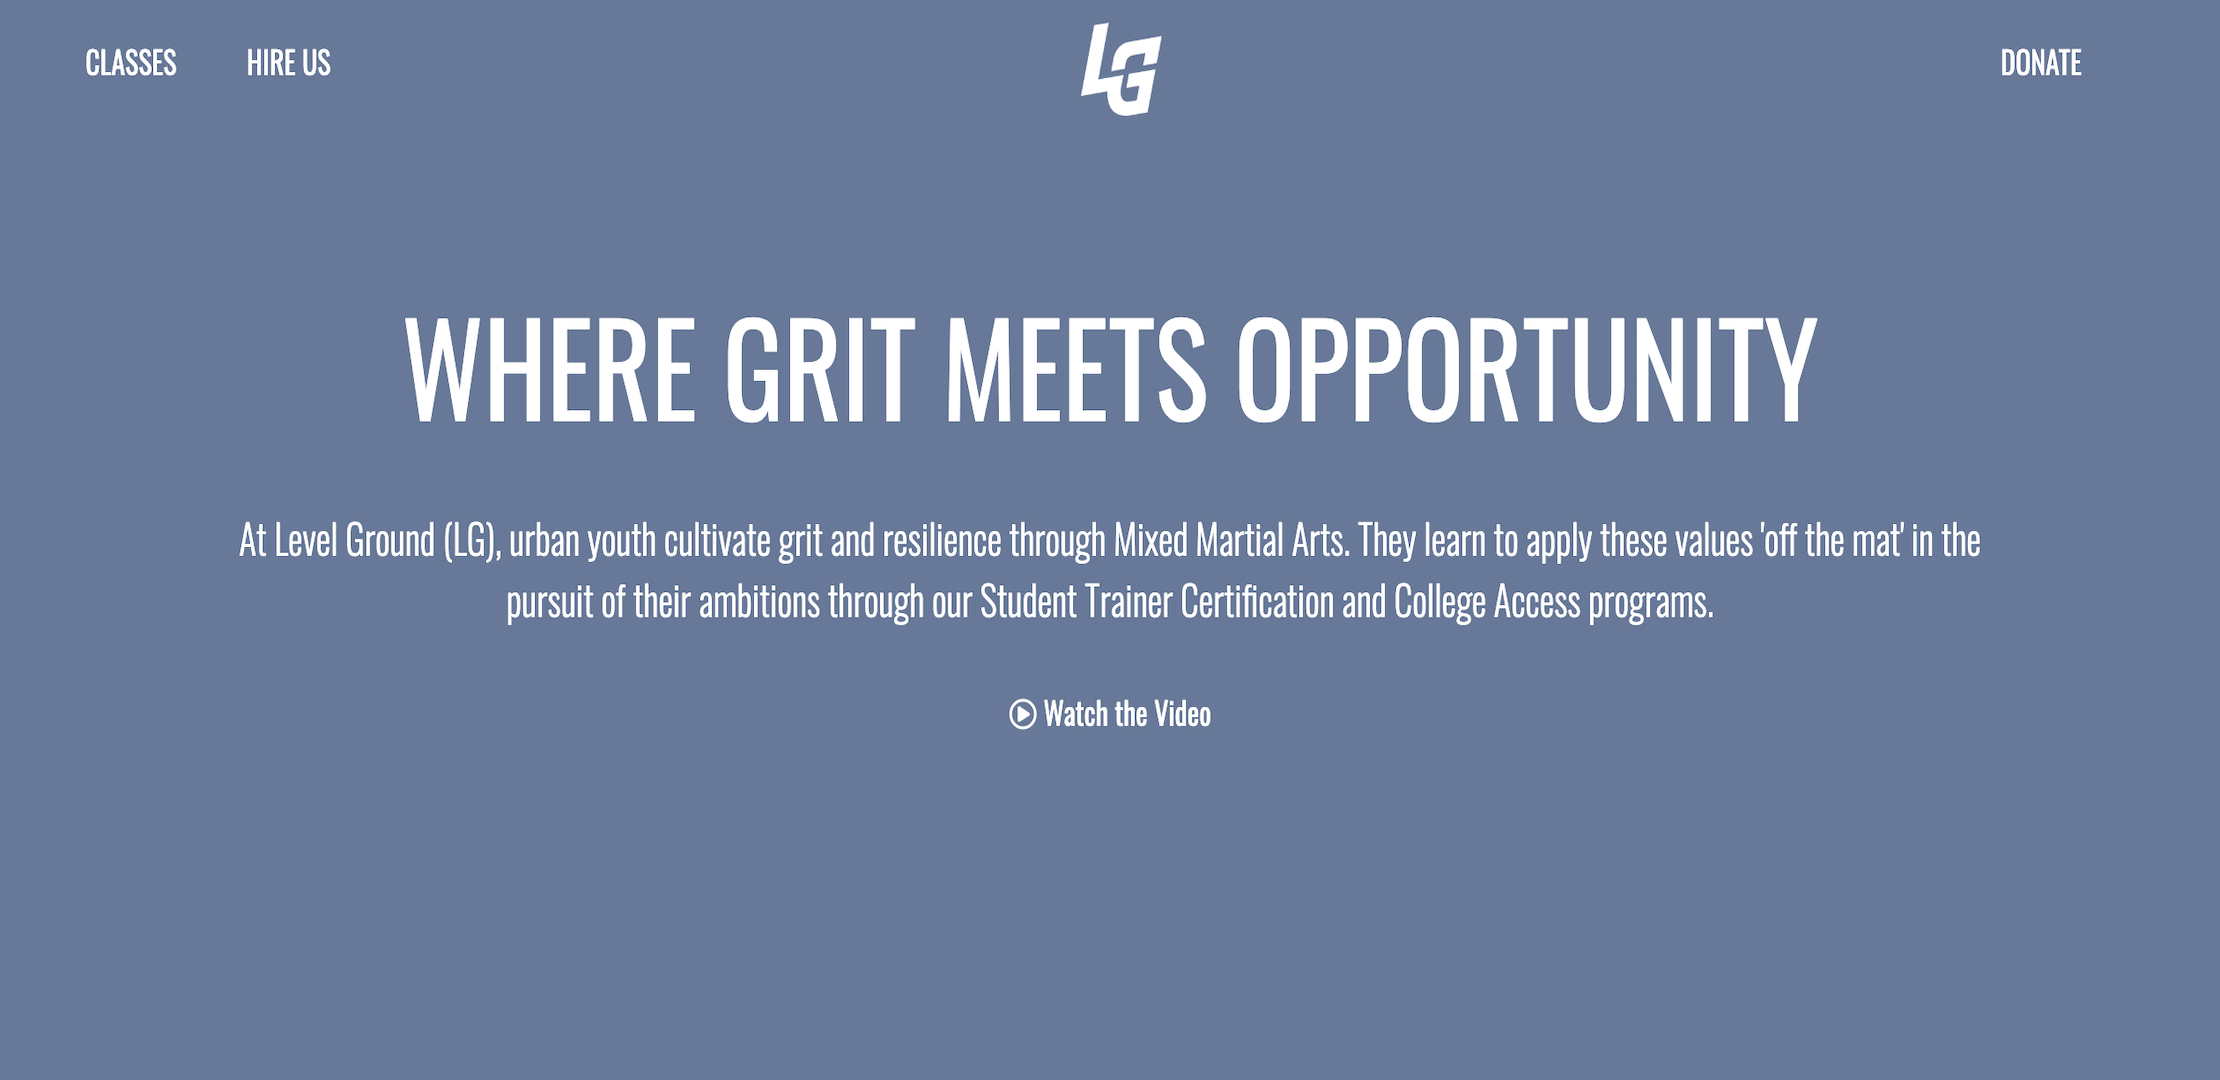 CLASSES
HIRE US
LG
DONATE
WHERE GRIT MEETS OPPORTUNITY
At Level Ground (LG), urban youth cultivate grit and resilience through Mixed Martial Arts. They learn to apply these values 'off the mat' in the
pursuit of their ambitions through our Student Trainer Certification and College Access programs.
Watch the Video